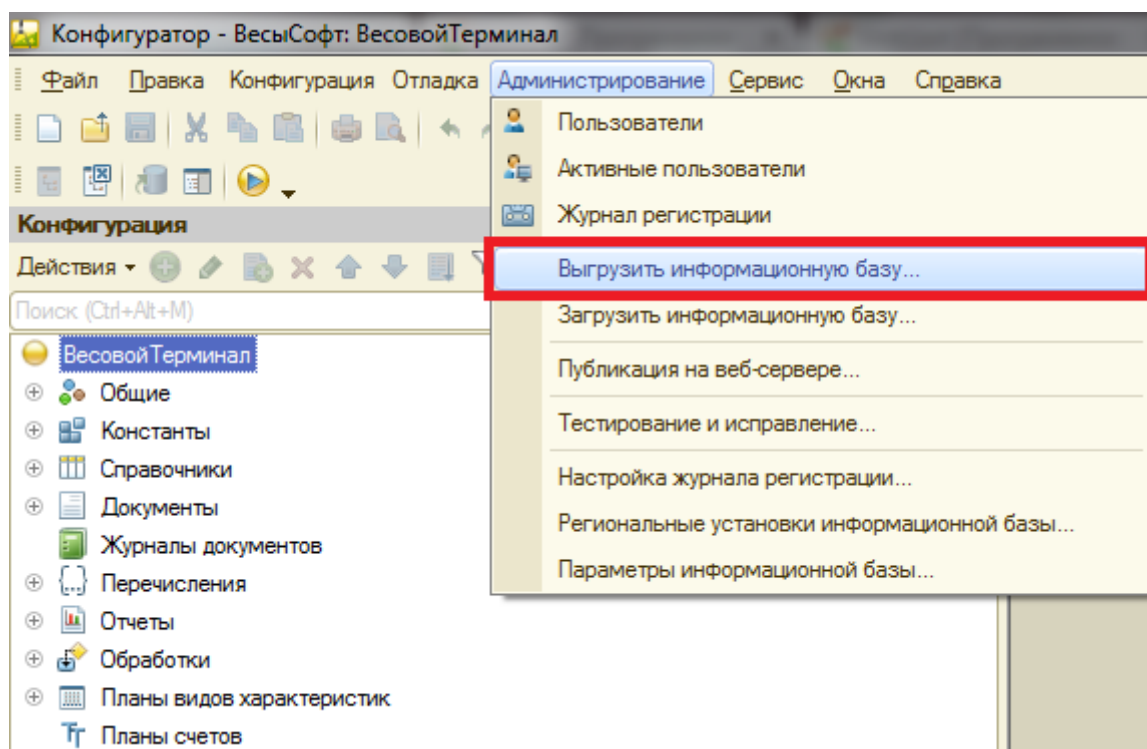 Конфигуратор - ВесыСофт: ВесовойТерминал
Файл Правка Конфигурация Отладка Администрирование Сервис Окна Справка
Пользователи
Активные пользователи
Журнал регистрации
Выгрузить информационную базу...
Загрузить информационную базу...
Публикация на веб-сервере...
Тестирование и исправление...
Настройка журнала регистрации...
Региональные установки информационной базы...
Параметры информационной базы...
Конфигурация
Действия
Поиск (Ctrl+Alt+M)
ВесовойТерминал
Общие
Константы
Справочники
Документы
Журналы документов
Перечисления
Отчеты
Обработки
Планы видов характеристик
Тт Планы счетов